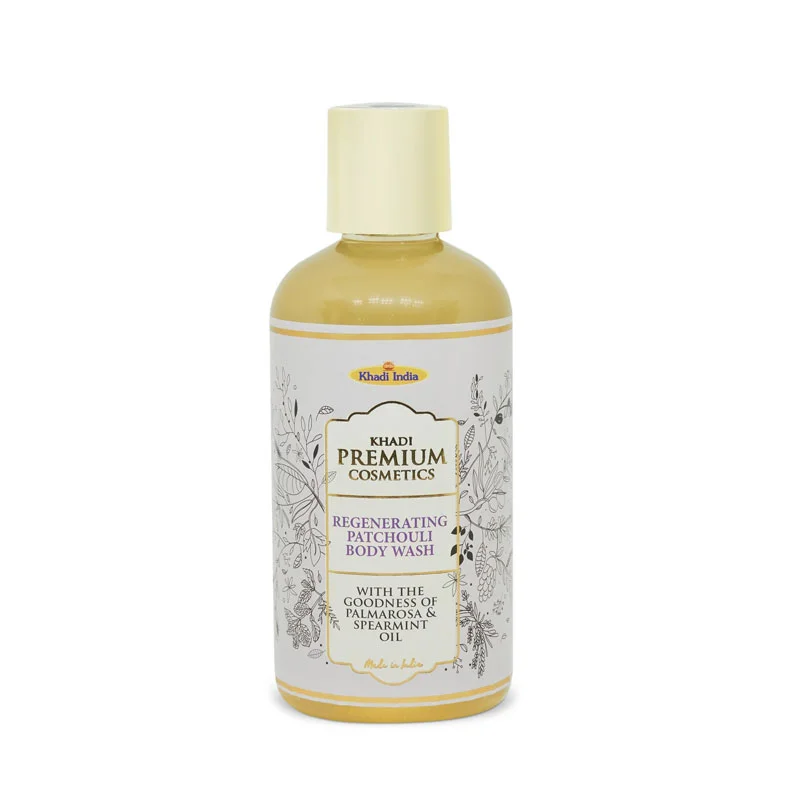 Khadi India
KHADI
PREMIUM
COSMETICS
REGENERATING
PATCHOULI
BODY WASH
WITH THE
GOODNESS OF
PALMAROSA &
SPEARMINT
OIL
Made in India